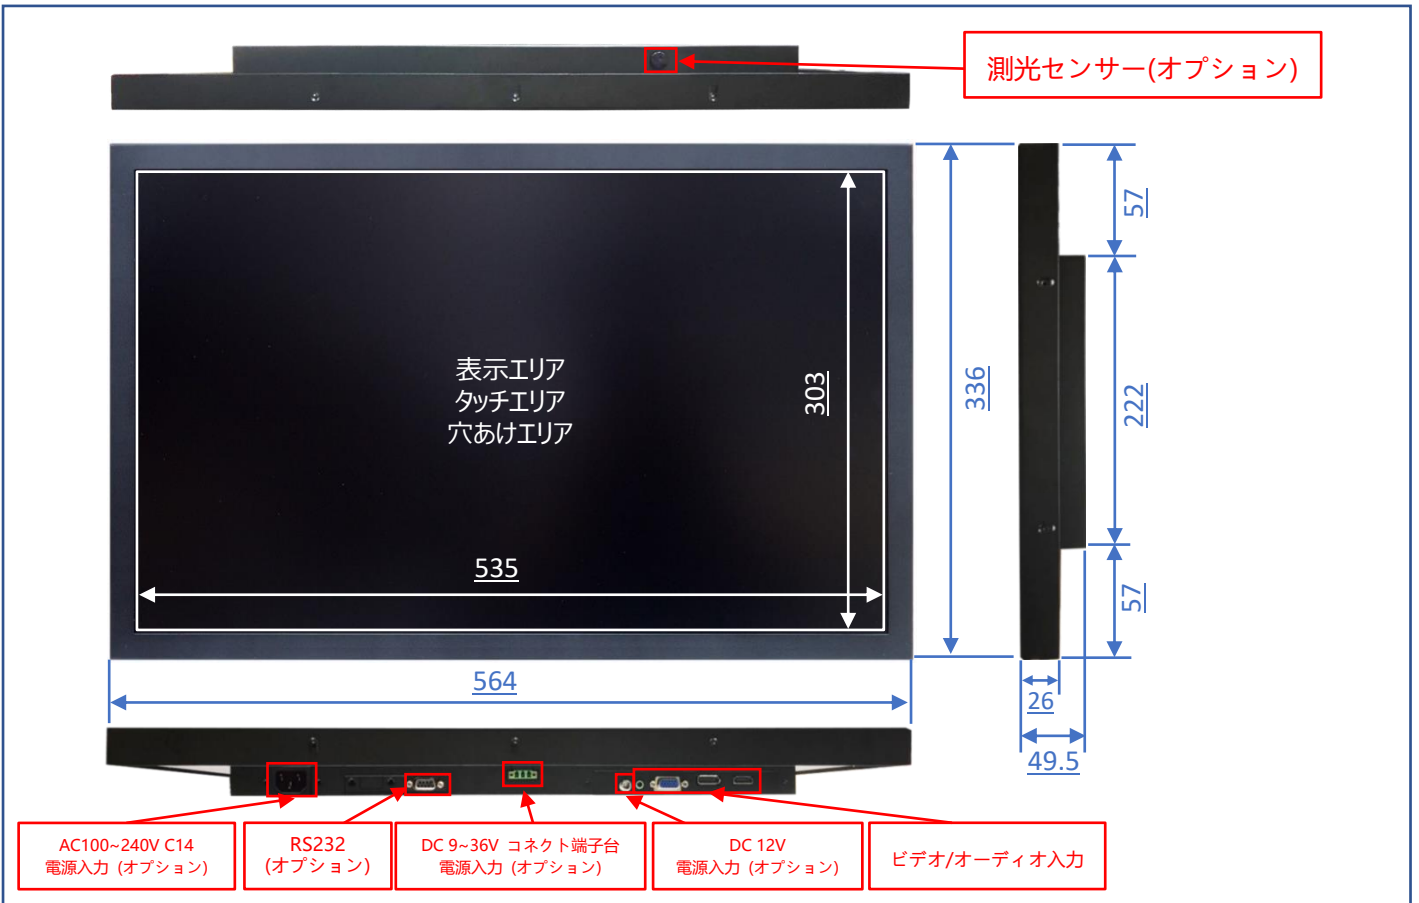 測光センサー(オプション)
表示エリア
タッチエリア
穴あけエリア
303
535
336
57
222
57
564
26
49.5
AC100~240V C14
電源入力 (オプション)
RS232
(オプション)
DC 9~36V コネクト端子台
電源入力 (オプション)
DC 12V
電源入力 (オプション)
ビデオ/オーディオ入力